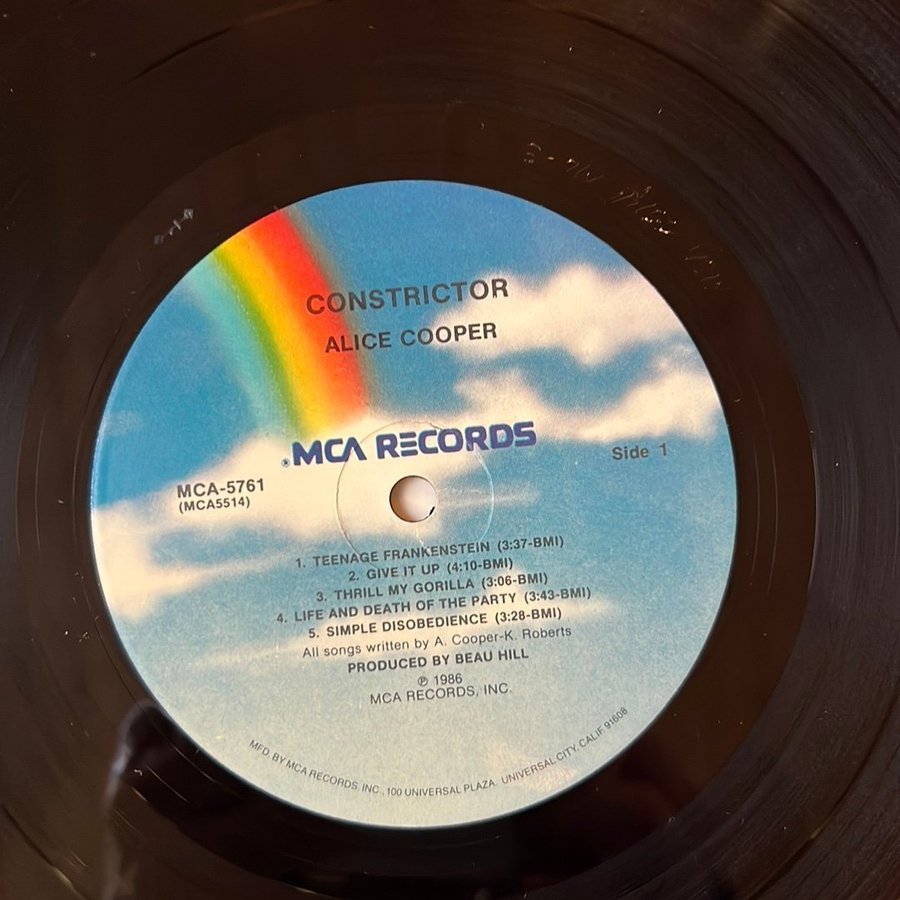 CONSTRICTOR
ALICE COOPER
® MCA RECORDS
Side 1
MCA-5761
(MCA5514)
1. TEENAGE FRANKENSTEIN (3:37-BMI)
2. GIVE IT UP (4:10-BMI)
3. THRILL MY GORILLA (3:06-BMI)
4. LIFE AND DEATH OF THE PARTY (3:43-BMI)
5. SIMPLE DISOBEDIENCE (3:28-BMI)
All songs written by A. Cooper-K. Roberts
PRODUCED BY BEAU HILL
℗ 1986
MCA RECORDS, INC.
MFD. BY MCA RECORDS, INC., 100 UNIVERSAL PLAZA, UNIVERSAL CITY, CALIF. 91608